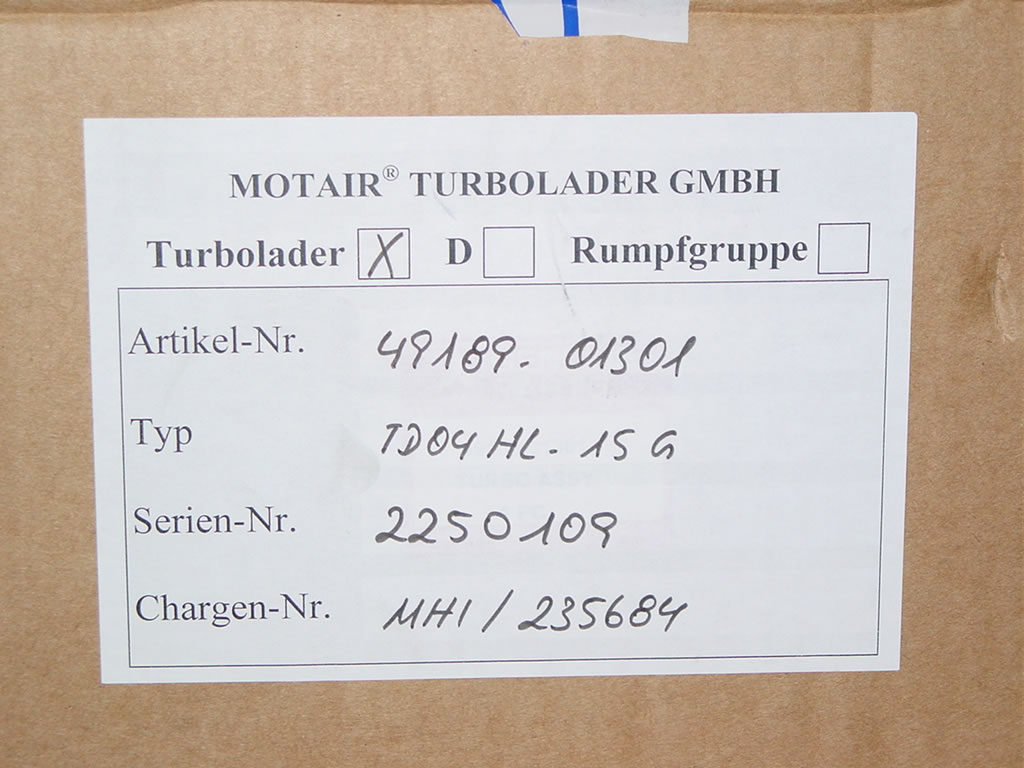 MOTAIR® TURBOLADER GMBH
Turbolader X D Rumpfgruppe
Artikel-Nr. 49189. 01301
Typ TD04 HL. 15 G
Serien-Nr. 2250109
Chargen-Nr. MHI / 235684